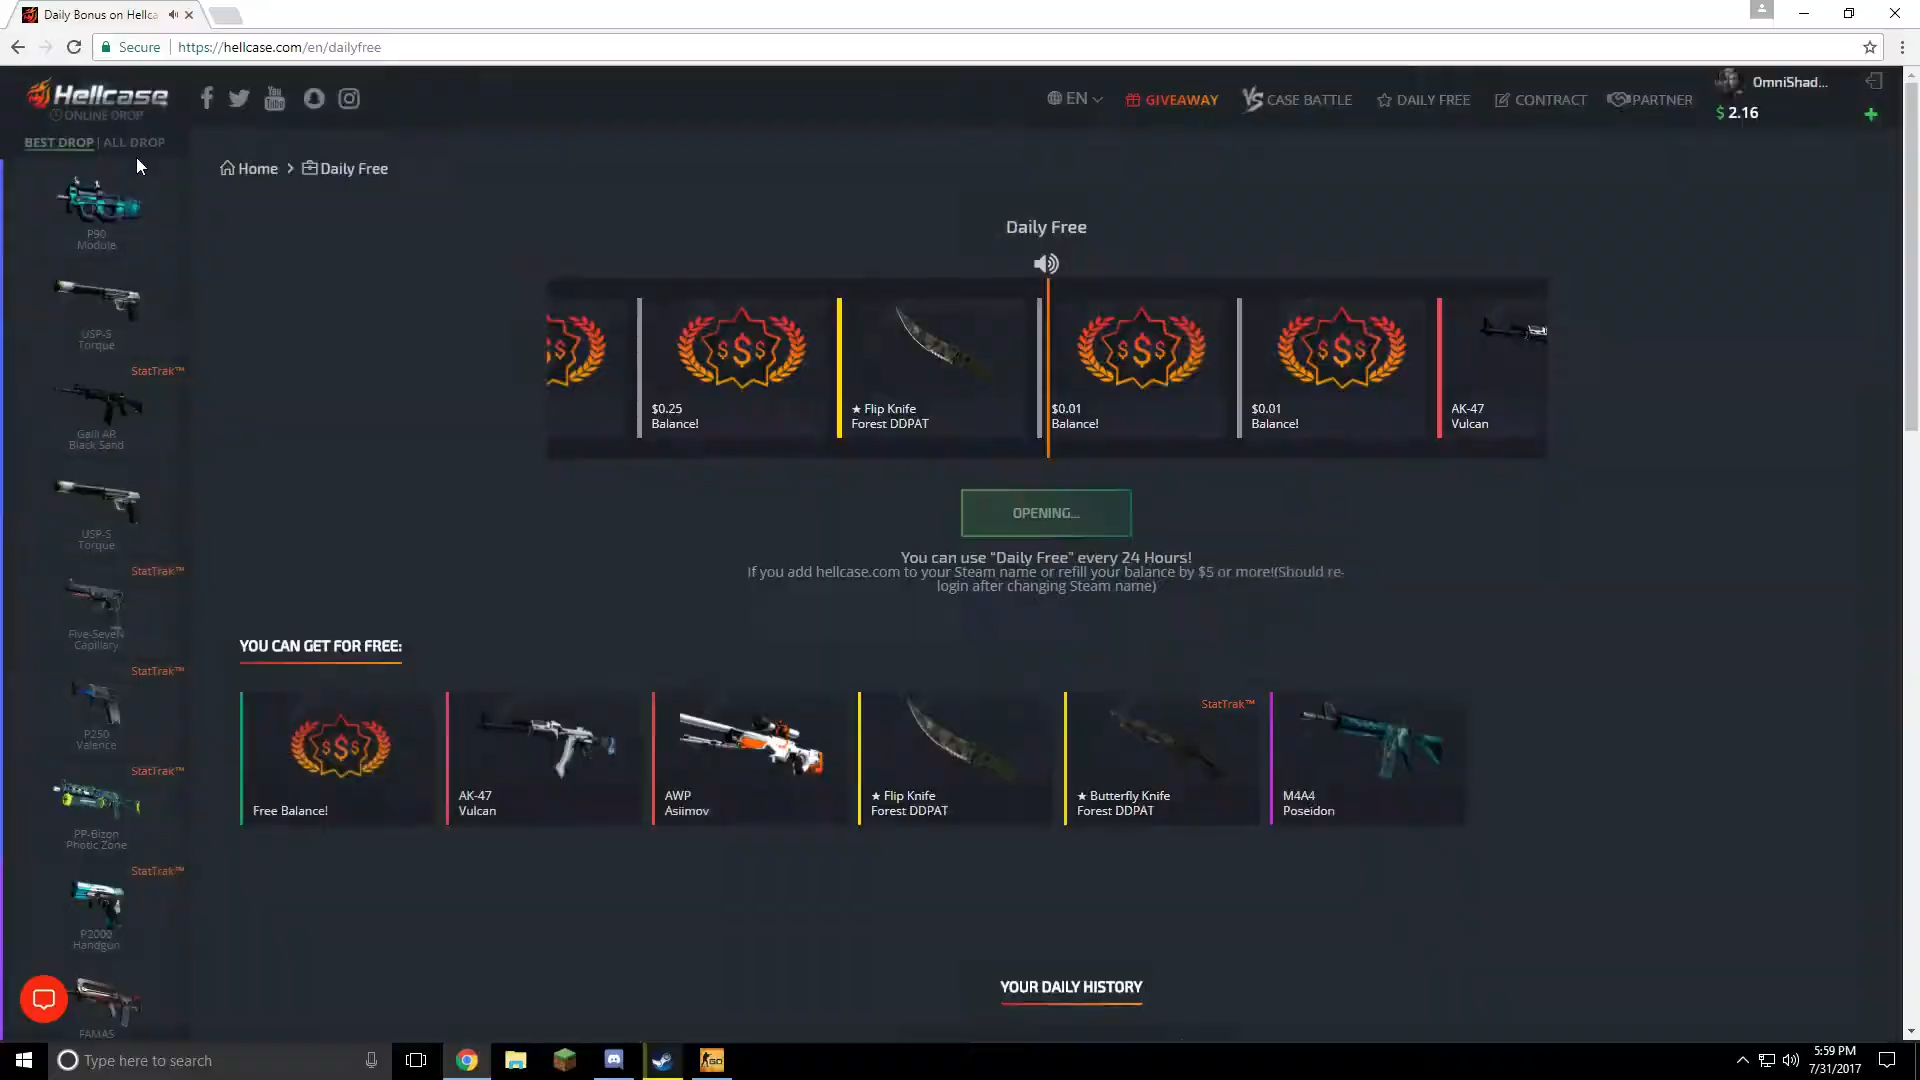 Daily Bonus on Hellca
Secure
https://hellcase.com/en/dailyfree
Hellcase
ONLINE DROP
EN
GIVEAWAY
VS CASE BATTLE
DAILY FREE
CONTRACT
PARTNER
OmniShad...
$ 2.16
BEST DROP | ALL DROP
Home > Daily Free
Daily Free
$0.25
Balance!
★ Flip Knife
Forest DDPAT
$0.01
Balance!
$0.01
Balance!
AK-47
Vulcan
OPENING...
You can use "Daily Free" every 24 Hours!
If you add hellcase.com to your Steam name or refill your balance by $5 or more!(Should re-
login after changing Steam name)
YOU CAN GET FOR FREE:
Free Balance!
AK-47
Vulcan
AWP
Asiimov
★ Flip Knife
Forest DDPAT
StatTrak™
★ Butterfly Knife
Forest DDPAT
M4A4
Poseidon
YOUR DAILY HISTORY
P90
Module
USP-S
Torque
StatTrak™
Galil AR
Black Sand
USP-S
Torque
StatTrak™
Five-SeveN
Capillary
StatTrak™
P250
Valence
StatTrak™
PP-Bizon
Photic Zone
StatTrak™
P2000
Handgun
FAMAS
Type here to search
GO
5:59 PM
7/31/2017